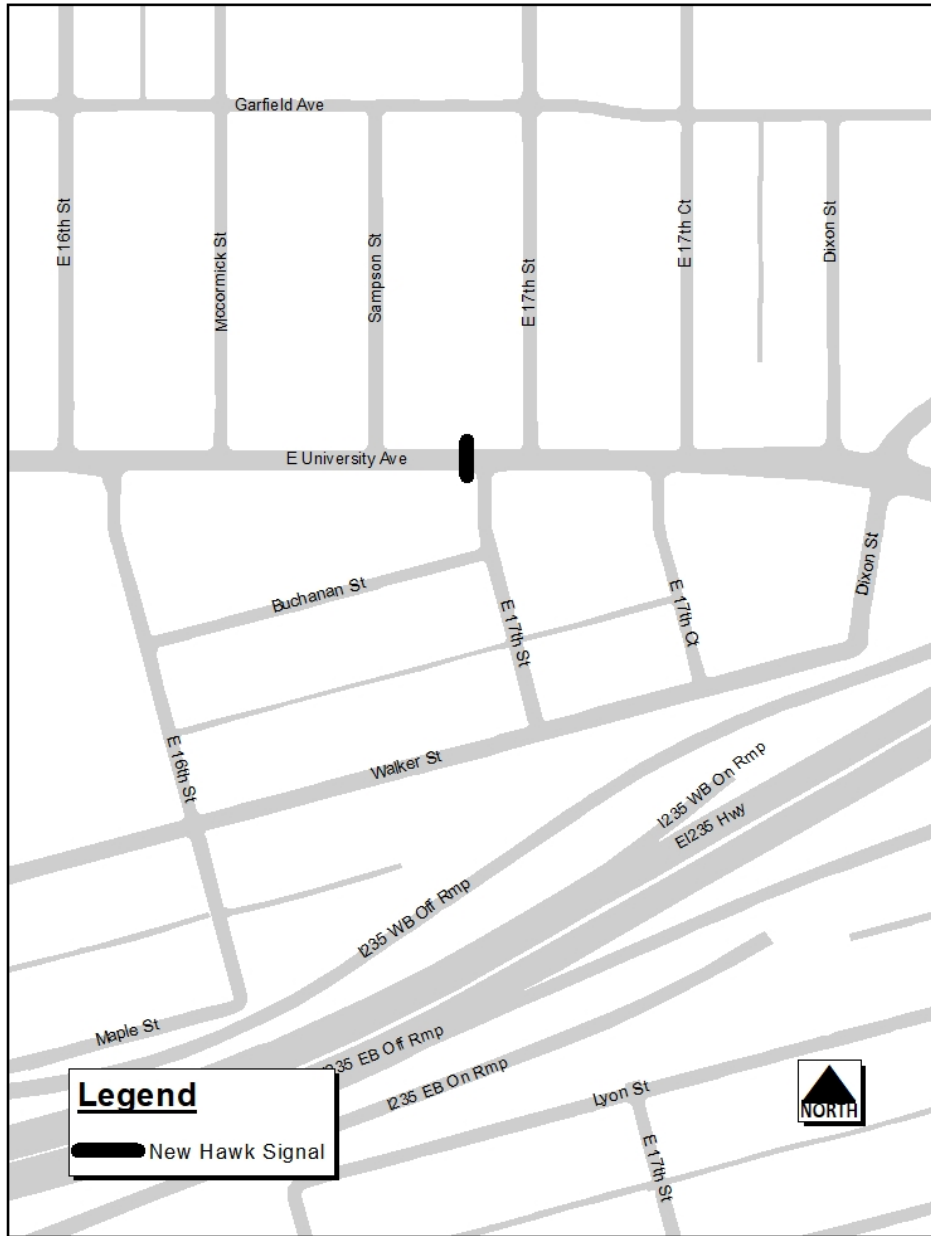 Garfield Ave
E 16th St
Mccormick St
Sampson St
E 17th St
E 17th Ct
Dixon St
E University Ave
Buchanan St
E 17th St
E 17th Ct
Dixon St
E 16th St
Walker St
I235 WB On Rmp
EI235 Hwy
I235 WB Off Rmp
Maple St
I235 EB Off Rmp
I235 EB On Rmp
Lyon St
E 17th St
NORTH
Legend
New Hawk Signal